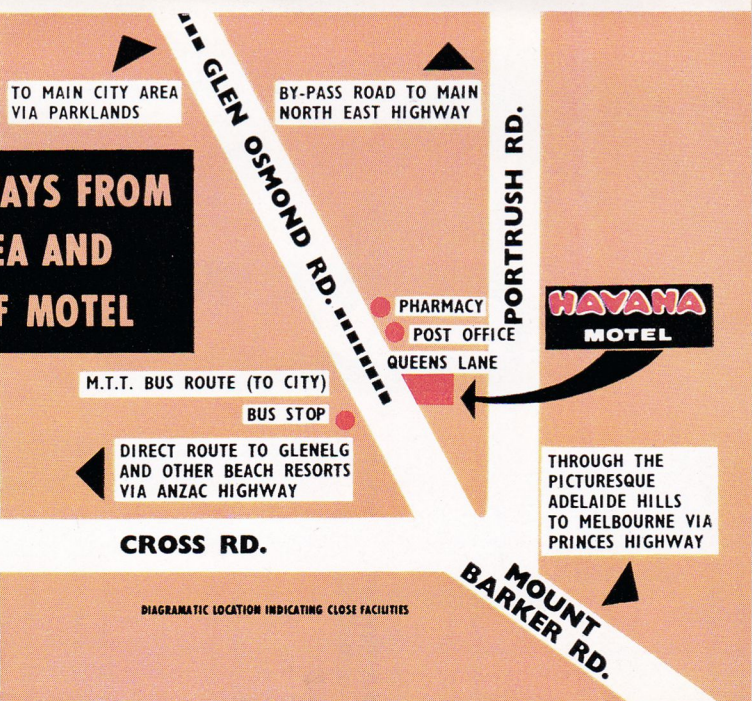 TO MAIN CITY AREA
VIA PARKLANDS
GLEN OSMOND RD.
BY-PASS ROAD TO MAIN
NORTH EAST HIGHWAY
PORTRUSH RD.
AYS FROM
EA AND
F MOTEL
PHARMACY
POST OFFICE
QUEENS LANE
HAVANA
MOTEL
M.T.T. BUS ROUTE (TO CITY)
BUS STOP
DIRECT ROUTE TO GLENELG
AND OTHER BEACH RESORTS
VIA ANZAC HIGHWAY
THROUGH THE
PICTURESQUE
ADELAIDE HILLS
TO MELBOURNE VIA
PRINCES HIGHWAY
CROSS RD.
MOUNT
BARKER RD.
DIAGRAMATIC LOCATION INDICATING CLOSE FACILITIES